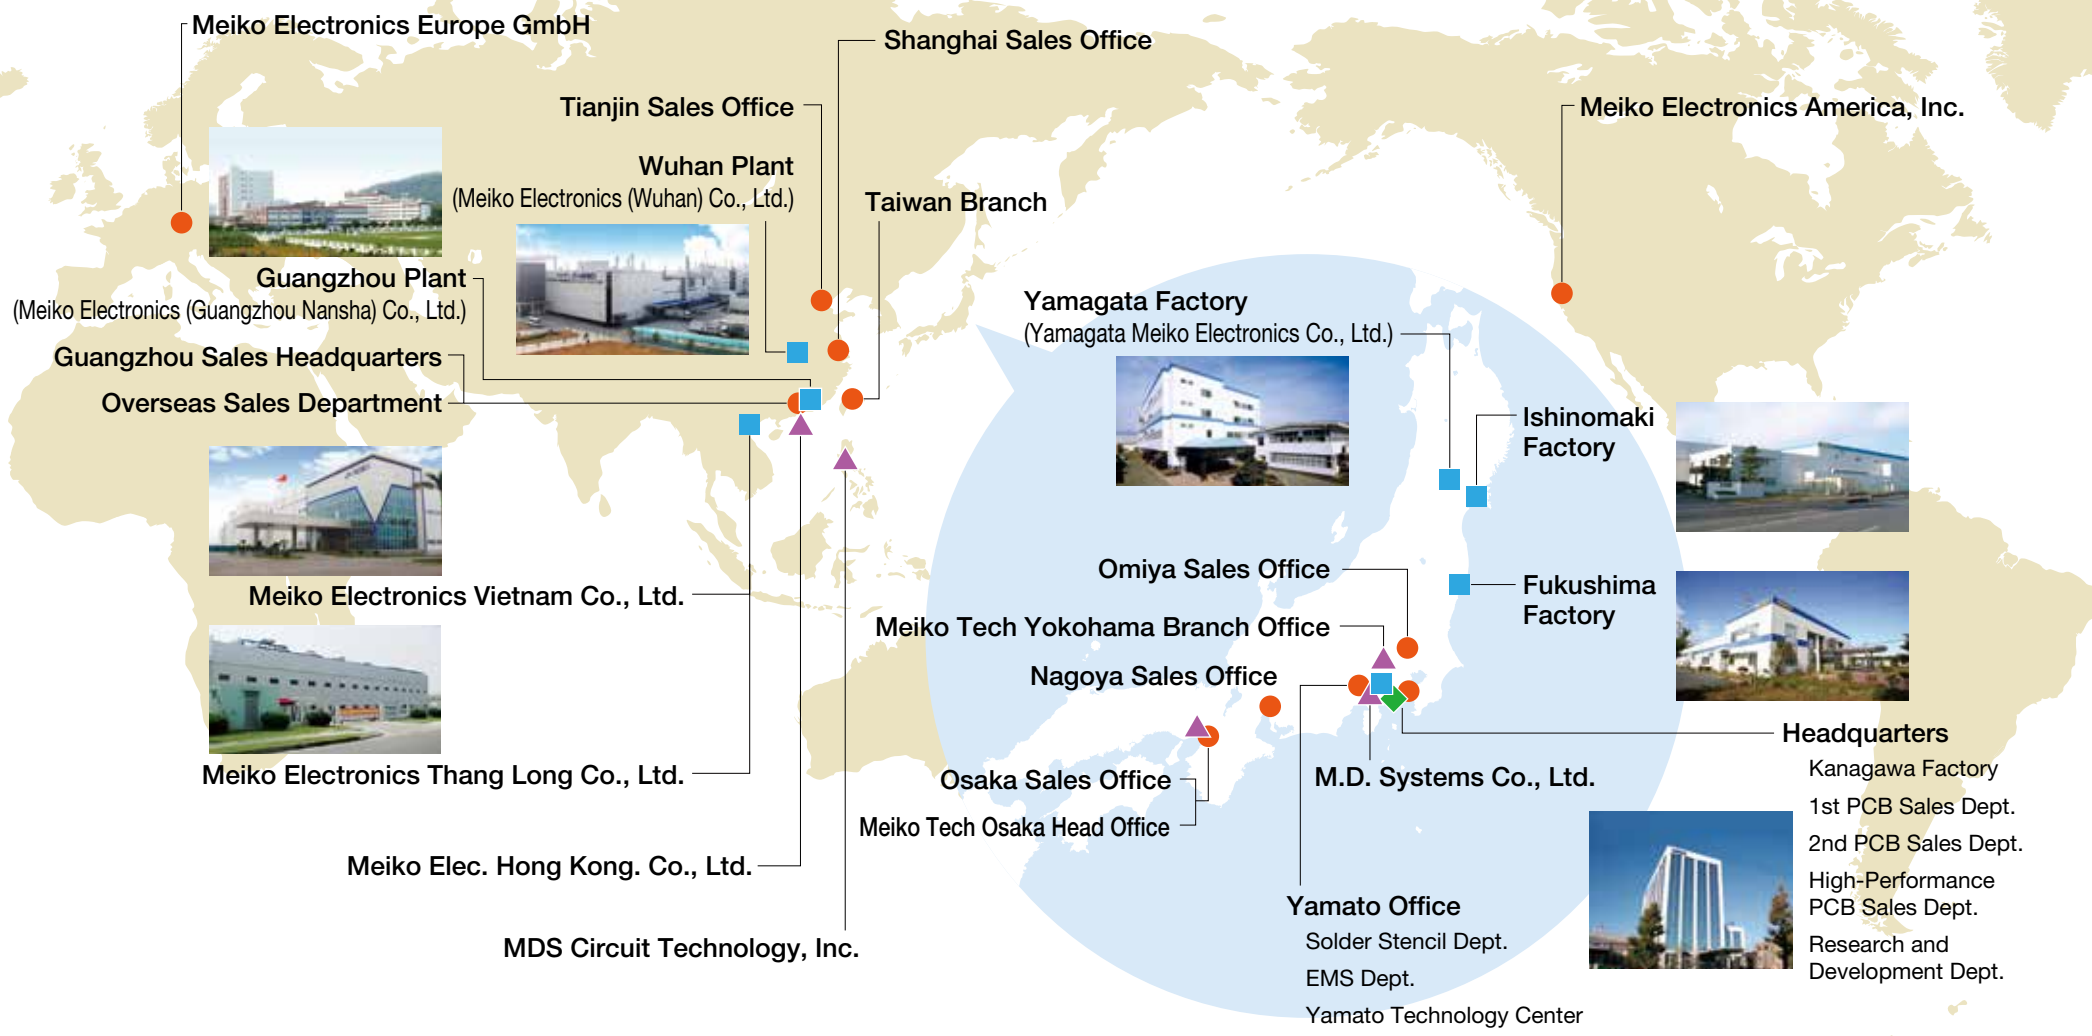 Meiko Electronics Europe GmbH
Shanghai Sales Office
Tianjin Sales Office
Meiko Electronics America, Inc.
Wuhan Plant
(Meiko Electronics (Wuhan) Co., Ltd.)
Taiwan Branch
Guangzhou Plant
(Meiko Electronics (Guangzhou Nansha) Co., Ltd.)
Yamagata Factory
(Yamagata Meiko Electronics Co., Ltd.)
Guangzhou Sales Headquarters
Overseas Sales Department
Ishinomaki
Factory
Omiya Sales Office
Fukushima
Factory
Meiko Electronics Vietnam Co., Ltd.
Meiko Tech Yokohama Branch Office
Nagoya Sales Office
Headquarters
Kanagawa Factory
1st PCB Sales Dept.
2nd PCB Sales Dept.
High-Performance
PCB Sales Dept.
Research and
Development Dept.
Meiko Electronics Thang Long Co., Ltd.
Osaka Sales Office
M.D. Systems Co., Ltd.
Meiko Tech Osaka Head Office
Meiko Elec. Hong Kong. Co., Ltd.
Yamato Office
Solder Stencil Dept.
EMS Dept.
Yamato Technology Center
MDS Circuit Technology, Inc.